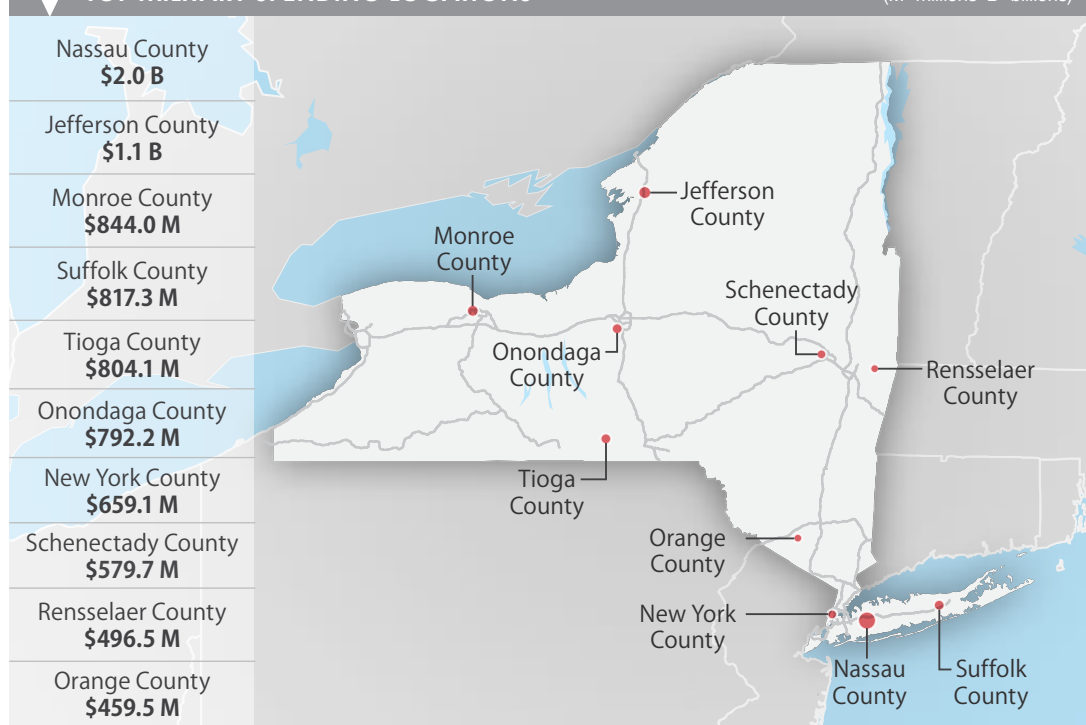 Nassau County
$2.0 B
Jefferson County
$1.1 B
Monroe County
$844.0 M
Suffolk County
$817.3 M
Tioga County
$804.1 M
Onondaga County
$792.2 M
New York County
$659.1 M
Schenectady County
$579.7 M
Rensselaer County
$496.5 M
Orange County
$459.5 M
Jefferson
County
Monroe
County
Schenectady
County
Onondaga
County
Rensselaer
County
Tioga
County
Orange
County
New York
County
Nassau
County
Suffolk
County